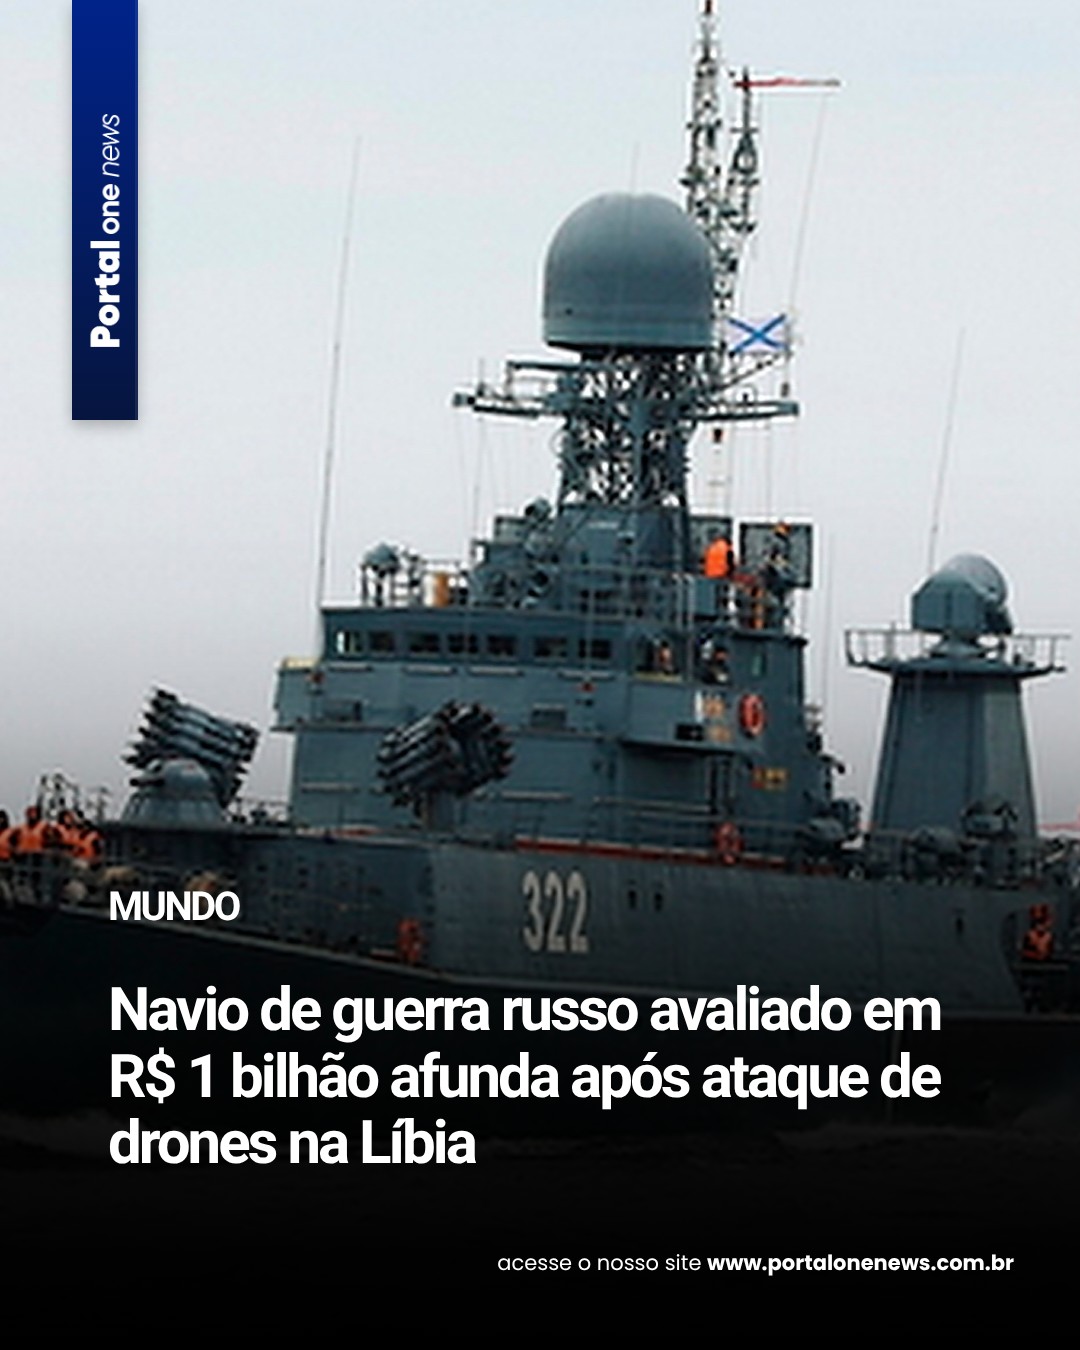 Portal one news
322
MUNDO
Navio de guerra russo avaliado em
R$ 1 bilhão afunda após ataque de
drones na Líbia
acesse o nosso site www.portalonenews.com.br